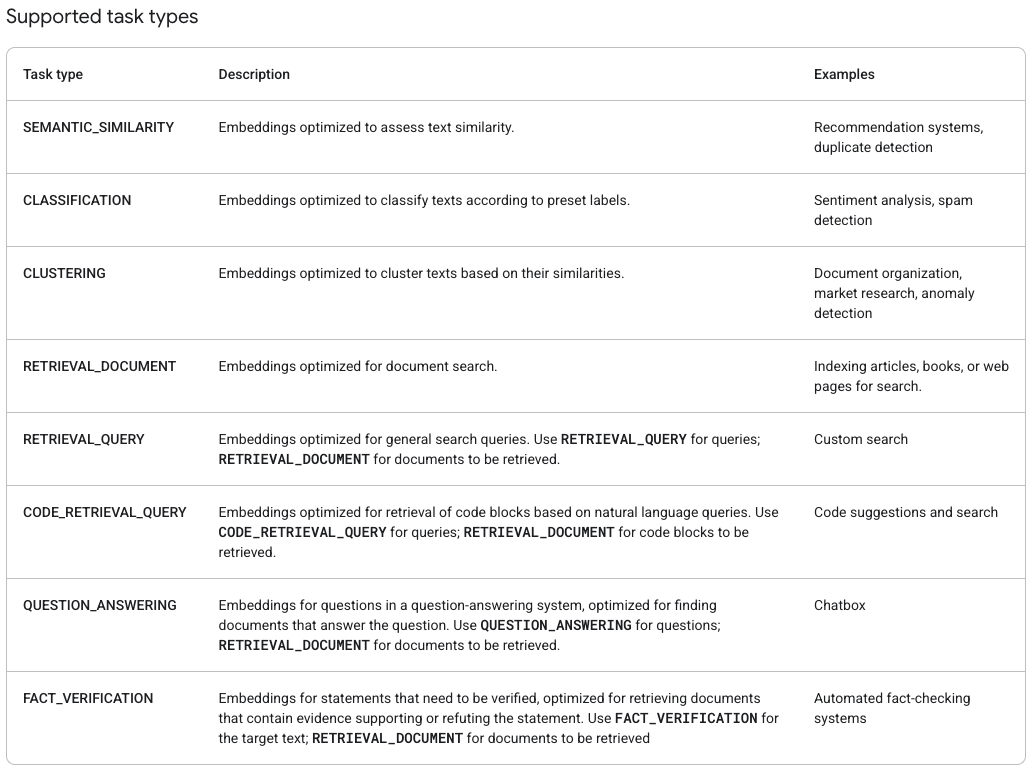 Supported task types
Task type Description Examples
SEMANTIC_SIMILARITY Embeddings optimized to assess text similarity. Recommendation systems,
duplicate detection
CLASSIFICATION Embeddings optimized to classify texts according to preset labels. Sentiment analysis, spam
detection
CLUSTERING Embeddings optimized to cluster texts based on their similarities. Document organization,
market research, anomaly
detection
RETRIEVAL_DOCUMENT Embeddings optimized for document search. Indexing articles, books, or web
pages for search.
RETRIEVAL_QUERY Embeddings optimized for general search queries. Use RETRIEVAL_QUERY for queries; Custom search
RETRIEVAL_DOCUMENT for documents to be retrieved.
CODE_RETRIEVAL_QUERY Embeddings optimized for retrieval of code blocks based on natural language queries. Use Code suggestions and search
CODE_RETRIEVAL_QUERY for queries; RETRIEVAL_DOCUMENT for code blocks to be
retrieved.
QUESTION_ANSWERING Embeddings for questions in a question-answering system, optimized for finding Chatbox
documents that answer the question. Use QUESTION_ANSWERING for questions;
RETRIEVAL_DOCUMENT for documents to be retrieved.
FACT_VERIFICATION Embeddings for statements that need to be verified, optimized for retrieving documents Automated fact-checking
that contain evidence supporting or refuting the statement. Use FACT_VERIFICATION for systems
the target text; RETRIEVAL_DOCUMENT for documents to be retrieved